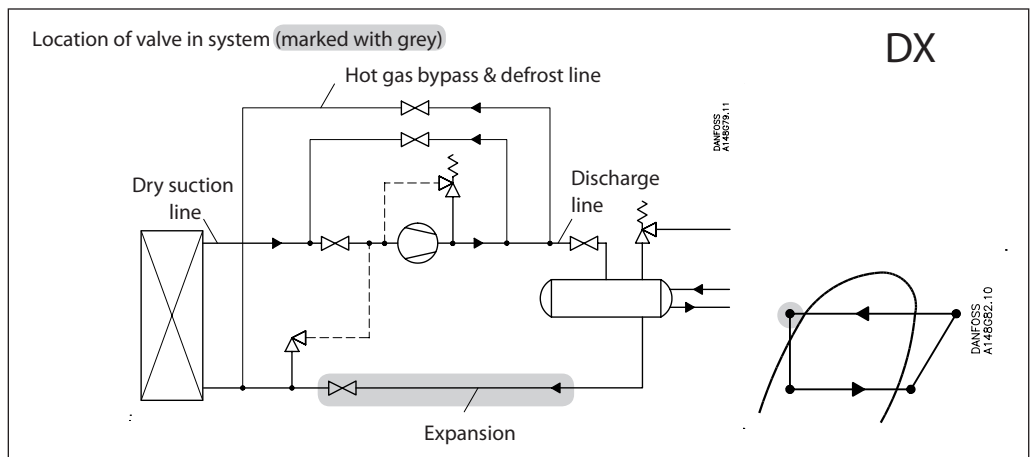 Location of valve in system (marked with grey)
DX
Hot gas bypass & defrost line
DANFOSS
A148G79.11
Dry suction
line
Discharge
line
DANFOSS
A148G82.10
Expansion